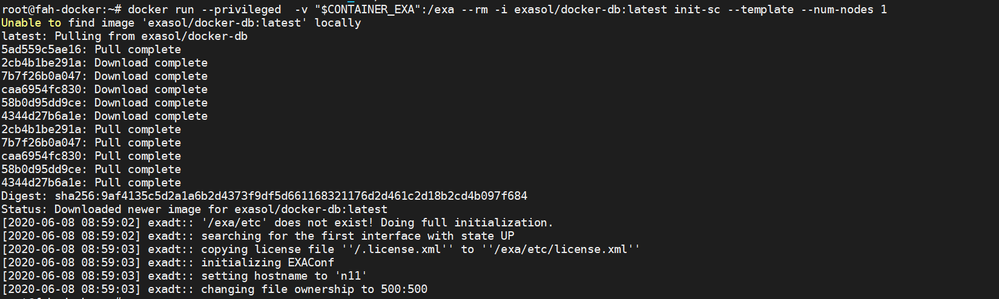 root@fah-docker:~# docker run --privileged  -v "$CONTAINER_EXA":/exa --rm -i exasol/docker-db:latest init-sc --template --num-nodes 1
Unable to find image 'exasol/docker-db:latest' locally
latest: Pulling from exasol/docker-db
5ad559c5ae16: Pull complete
2cb4b1be291a: Download complete
7b7f26b0a047: Download complete
caa6954fc830: Download complete
58b0d95dd9ce: Download complete
4344d27b6a1e: Download complete
2cb4b1be291a: Pull complete
7b7f26b0a047: Pull complete
caa6954fc830: Pull complete
58b0d95dd9ce: Pull complete
4344d27b6a1e: Pull complete
Digest: sha256:9af4135c5d2a1a6b2d4373f9df5d661168321176d2d461c2d18b2cd4b097f684
Status: Downloaded newer image for exasol/docker-db:latest
[2020-06-08 08:59:02] exadt:: '/exa/etc' does not exist! Doing full initialization.
[2020-06-08 08:59:02] exadt:: searching for the first interface with state UP
[2020-06-08 08:59:03] exadt:: copying license file ''/.license.xml'' to ''/exa/etc/license.xml''
[2020-06-08 08:59:03] exadt:: initializing EXAConf
[2020-06-08 08:59:03] exadt:: setting hostname to 'n11'
[2020-06-08 08:59:03] exadt:: changing file ownership to 500:500